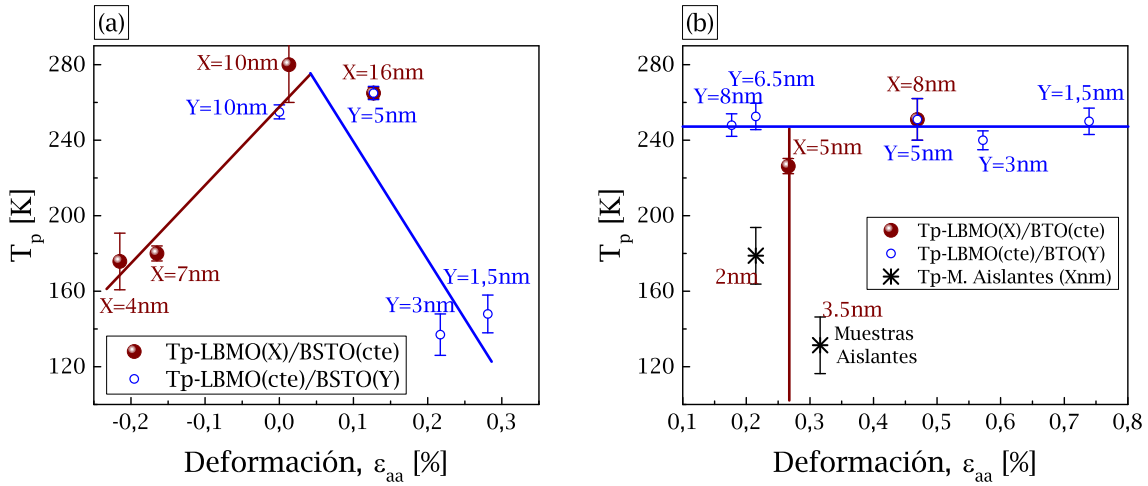 (a)
280
240
200
160
120
Tp [K]
X=10nm
X=16nm
Y=10nm
Y=5nm
X=7nm
X=4nm
Y=1,5nm
Y=3nm
Tp-LBMO(X)/BSTO(cte)
Tp-LBMO(cte)/BSTO(Y)
-0,2 -0,1 0,0 0,1 0,2 0,3
Deformación, εaa [%]
(b)
280
240
200
160
120
Tp [K]
Y=6.5nm
Y=8nm
X=8nm
Y=1,5nm
X=5nm
Y=5nm
Y=3nm
Tp-LBMO(X)/BTO(cte)
Tp-LBMO(cte)/BTO(Y)
Tp-M. Aislantes (Xnm)
2nm
3.5nm
Muestras
Aislantes
0,1 0,2 0,3 0,4 0,5 0,6 0,7 0,8
Deformación, εaa [%]